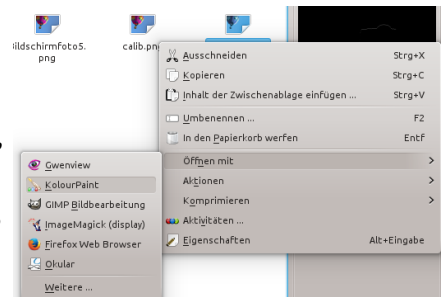 ildschirmfoto5.
png
calib.png
Ausschneiden Strg+X
Kopieren Strg+C
Inhalt der Zwischenablage einfügen ... Strg+V
Umbenennen ... F2
In den Papierkorb werfen Entf
Öffnen mit
Aktionen
Komprimieren
Aktivitäten ...
Eigenschaften Alt+Eingabe
Gwenview
KolourPaint
GIMP Bildbearbeitung
ImageMagick (display)
Firefox Web Browser
Okular
Weitere ...